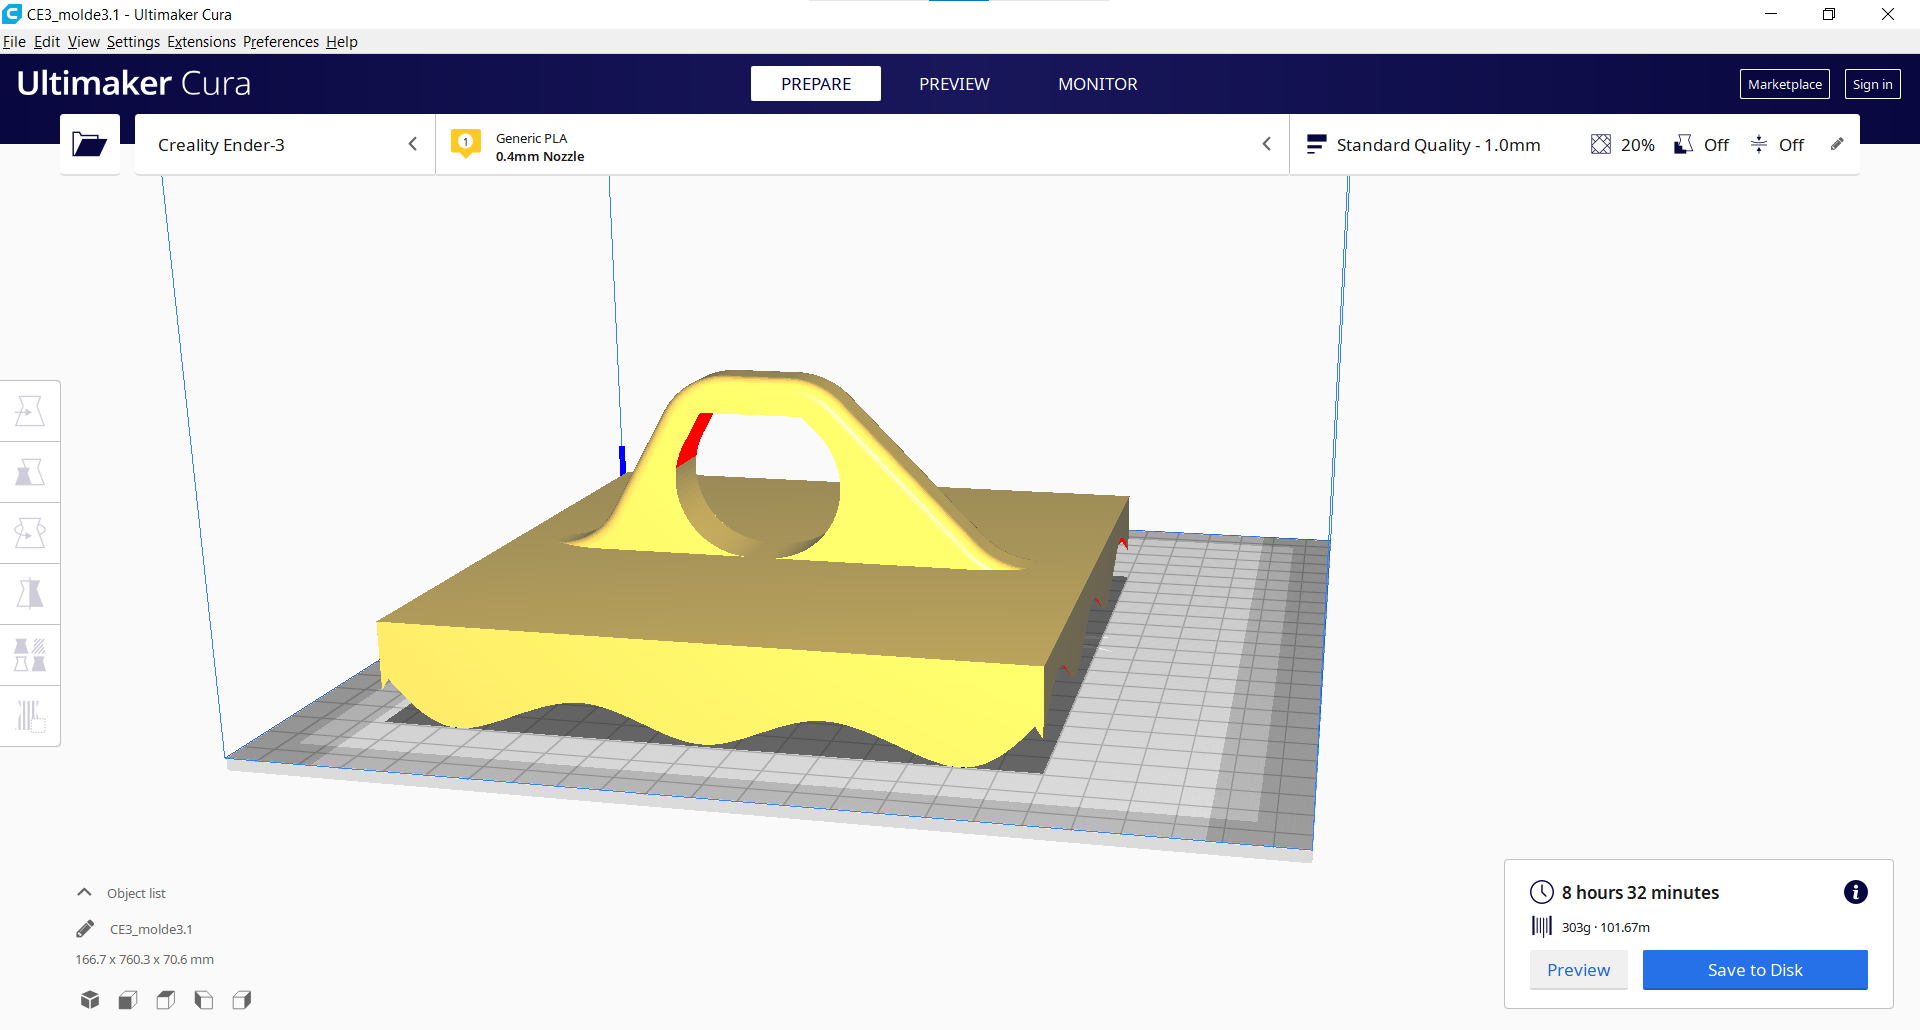 CE3_molde3.1 - Ultimaker Cura
File Edit View Settings Extensions Preferences Help
Ultimaker Cura
PREPARE
PREVIEW
MONITOR
Marketplace
Sign in
Creality Ender-3
1
Generic PLA
0.4mm Nozzle
Standard Quality - 1.0mm
20%
Off
Off
Object list
CE3_molde3.1
166.7 x 760.3 x 70.6 mm
8 hours 32 minutes
303g · 101.67m
Preview
Save to Disk